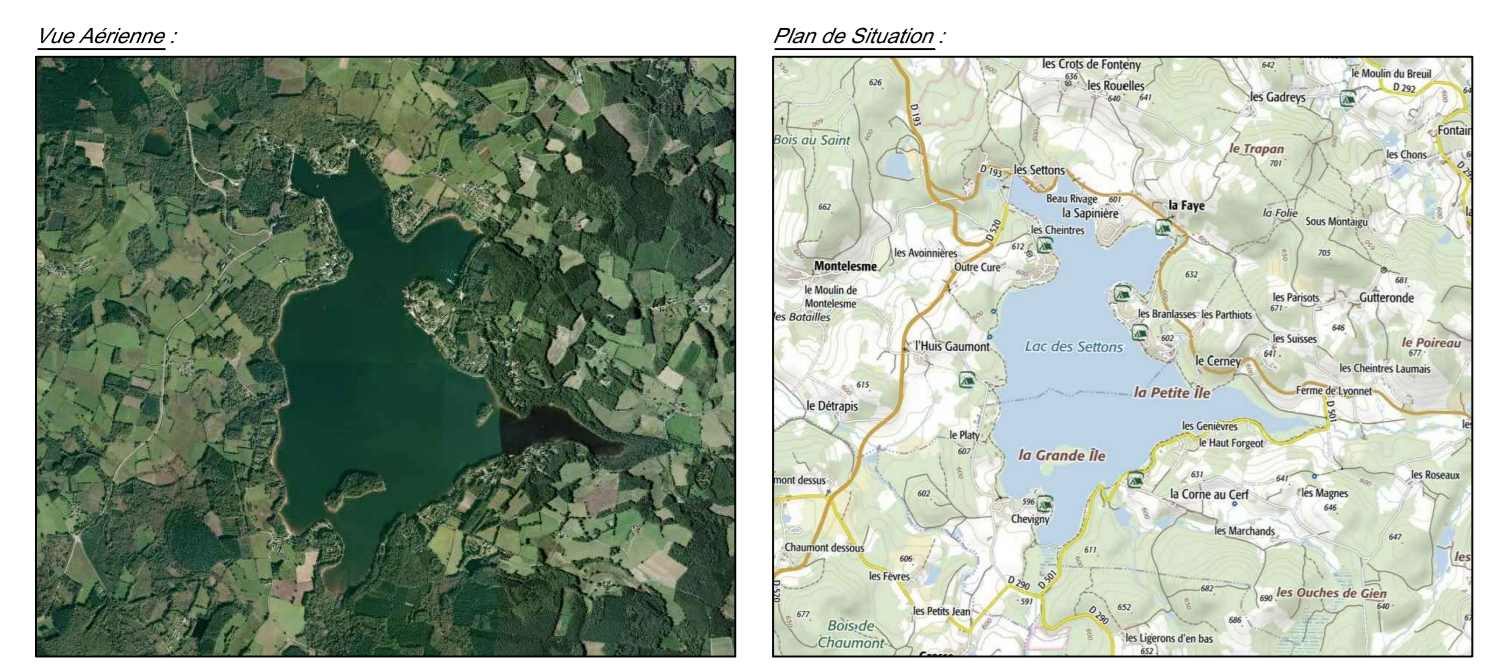 Vue Aérienne :
Plan de Situation :
les Crots de Fonteny
636
les Rouelles
640
641
642
le Moulin du Breuil
D 292
626
D 193
les Gadreys
Fontain
Bois au Saint
le Trapan
701
les Chons
662
D 193
les Settons
Beau Rivage
601
la Sapinière
la Faye
la Folie
Sous Montaigu
D 520
les Cheintres
612
les Avoinnières
Outre Cure
705
Montelesme
632
681
le Moulin de
Montelesme
les Parisots
671
Gutteronde
les Batailles
les Branlasses
les Parthiots
646
602
les Suisses
le Poireau
677
l'Huis Gaumont
Lac des Settons
le Cerney
641
les Cheintres Laumais
615
la Petite Île
Ferme de Lyonnet
le Détrapis
D 501
les Genièvres
le Platy
607
le Haut Forgeot
la Grande Île
mont dessus
631
641
les Roseaux
602
596
la Corne au Cerf
les Magnes
646
Chevigny
les Marchands
647
Chaumont dessous
611
606
les
les Fèvres
D 290
D 501
591
682
690
les Ouches de Gien
640
D 520
677
les Petits Jean
652
D 290
686
Bois de
Chaumont
les Ligerons d'en bas
652